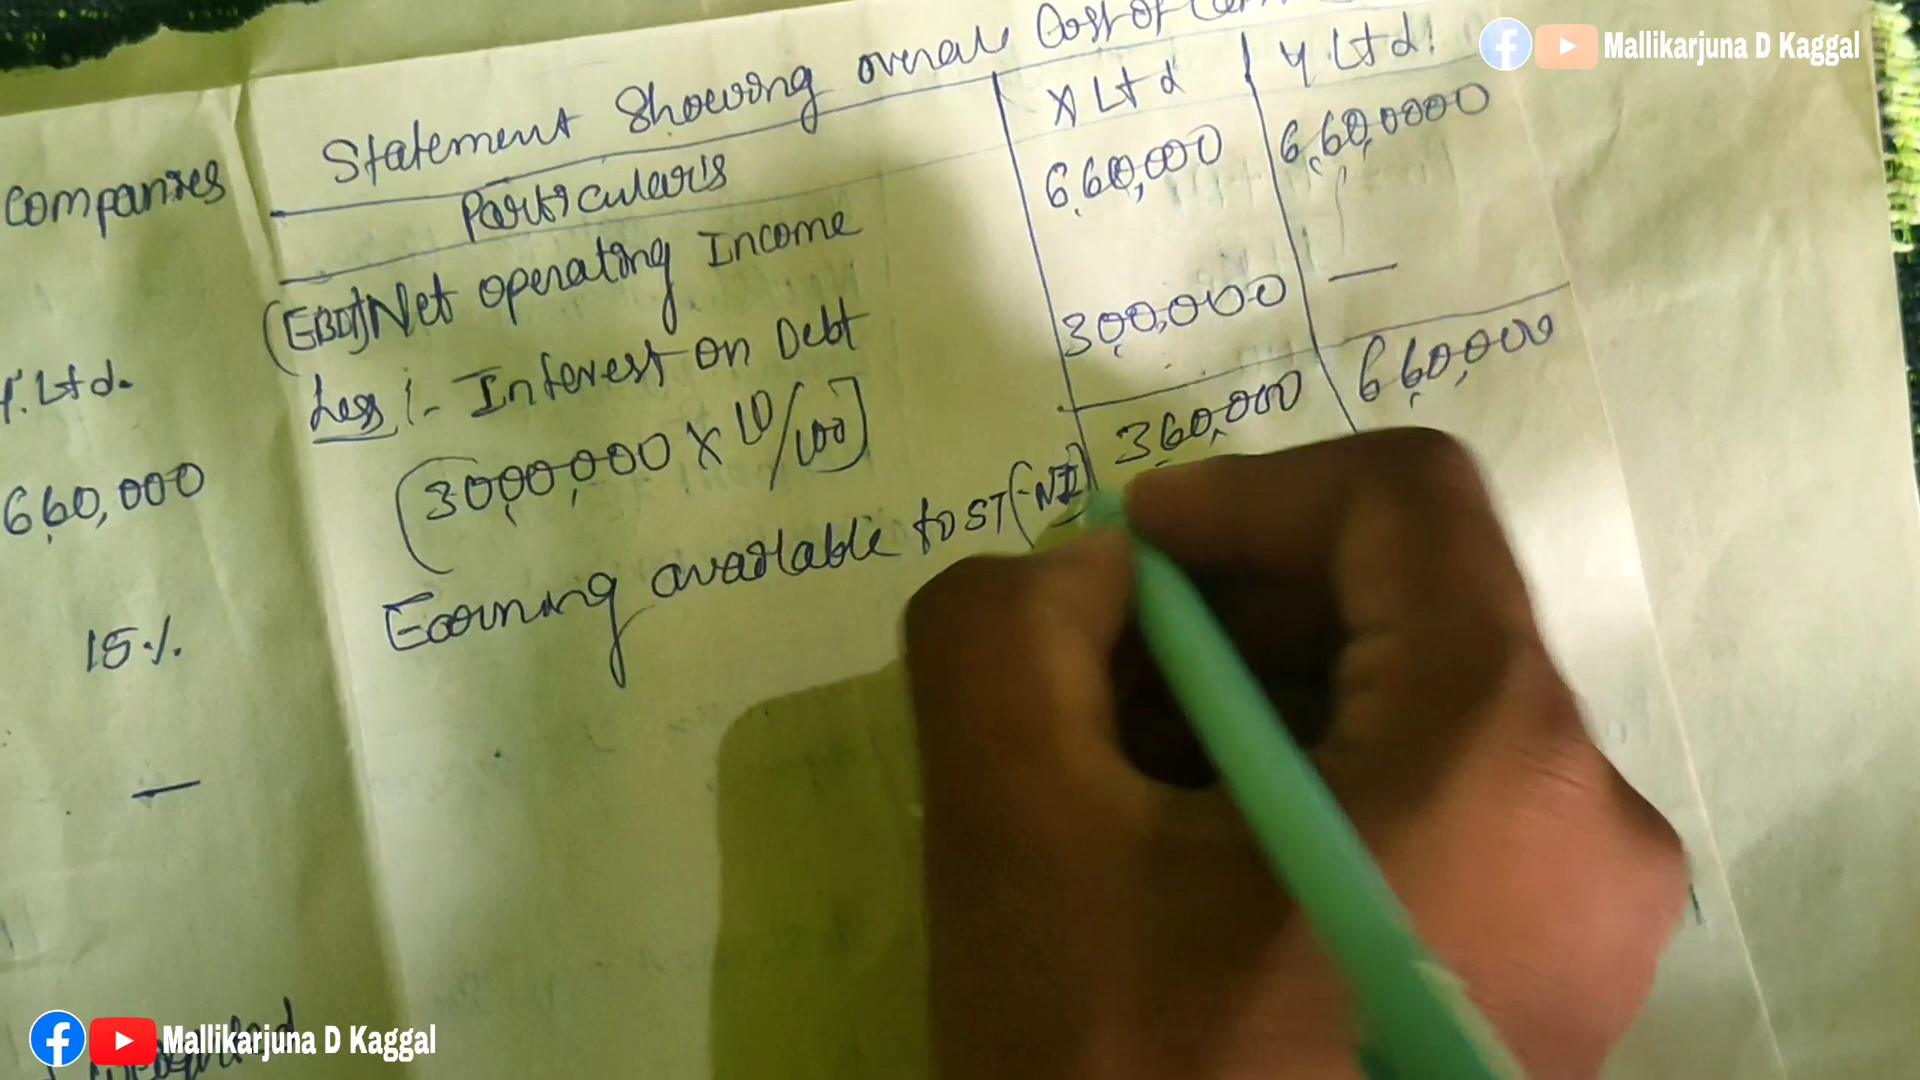 Mallikarjuna D Kaggal
Statement Showing overall Cost of
Particulars X Ltd Y Ltd.
(EBIT) Net operating Income 6,60,000 6,60,0000
Less :- Interest on Debt 300,000 —
(3000,000 X 10/100)
360,000 660,000
Earning available to ST (-NI)
Companies
Y. Ltd.
660,000
15%
—
Mallikarjuna D Kaggal